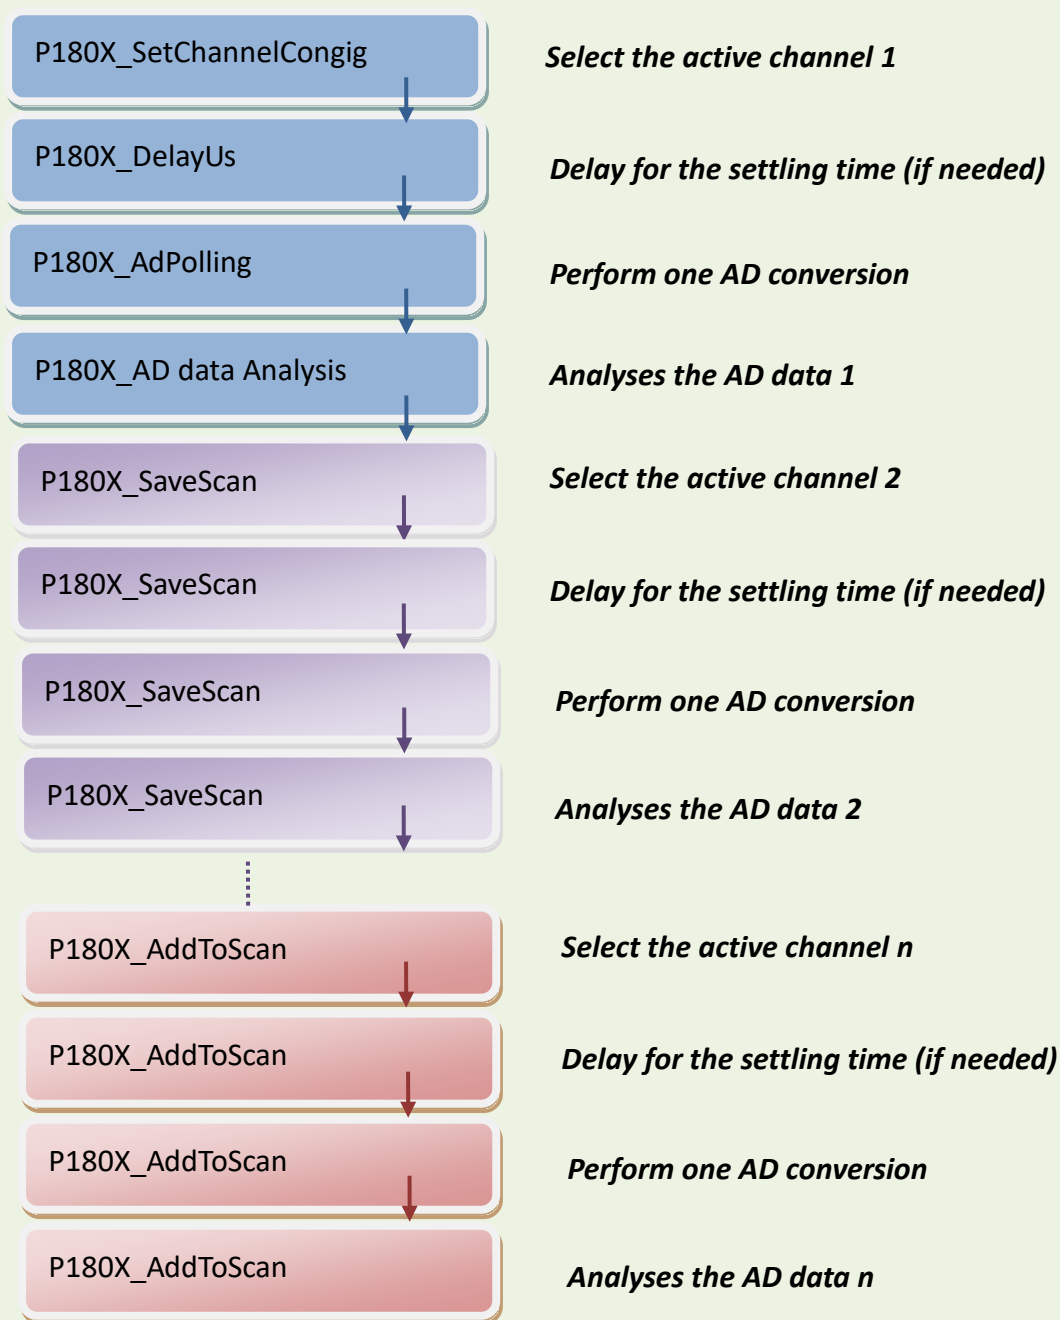 P180X_SetChannelCongig
Select the active channel 1
P180X_DelayUs
Delay for the settling time (if needed)
P180X_AdPolling
Perform one AD conversion
P180X_AD data Analysis
Analyses the AD data 1
P180X_SaveScan
Select the active channel 2
P180X_SaveScan
Delay for the settling time (if needed)
P180X_SaveScan
Perform one AD conversion
P180X_SaveScan
Analyses the AD data 2
P180X_AddToScan
Select the active channel n
P180X_AddToScan
Delay for the settling time (if needed)
P180X_AddToScan
Perform one AD conversion
P180X_AddToScan
Analyses the AD data n